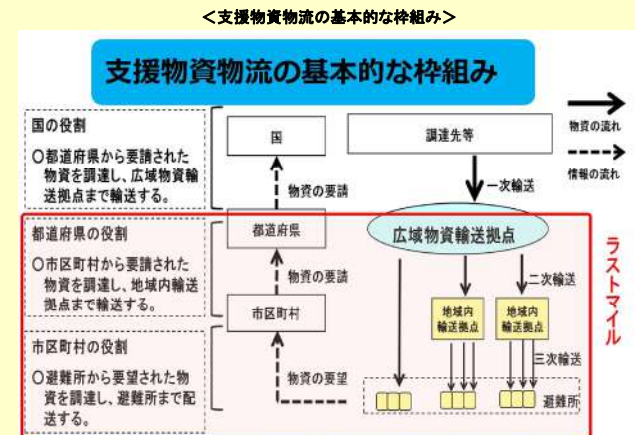 <支援物資物流の基本的な枠組み>
支援物資物流の基本的な枠組み
国の役割
〇都道府県から要請された
物資を調達し、広域物資輸
送拠点まで輸送する。
都道府県の役割
〇市区町村から要請された
物資を調達し、地域内輸送
拠点まで輸送する。
市区町村の役割
〇避難所から要望された物
資を調達し、避難所まで配
送する。
国
物資の要請
都道府県
物資の要請
市区町村
物資の要望
調達先等
一次輸送
広域物資輸送拠点
二次輸送
地域内
輸送拠点
地域内
輸送拠点
三次輸送
避難所
物資の流れ
情報の流れ
ラストマイル